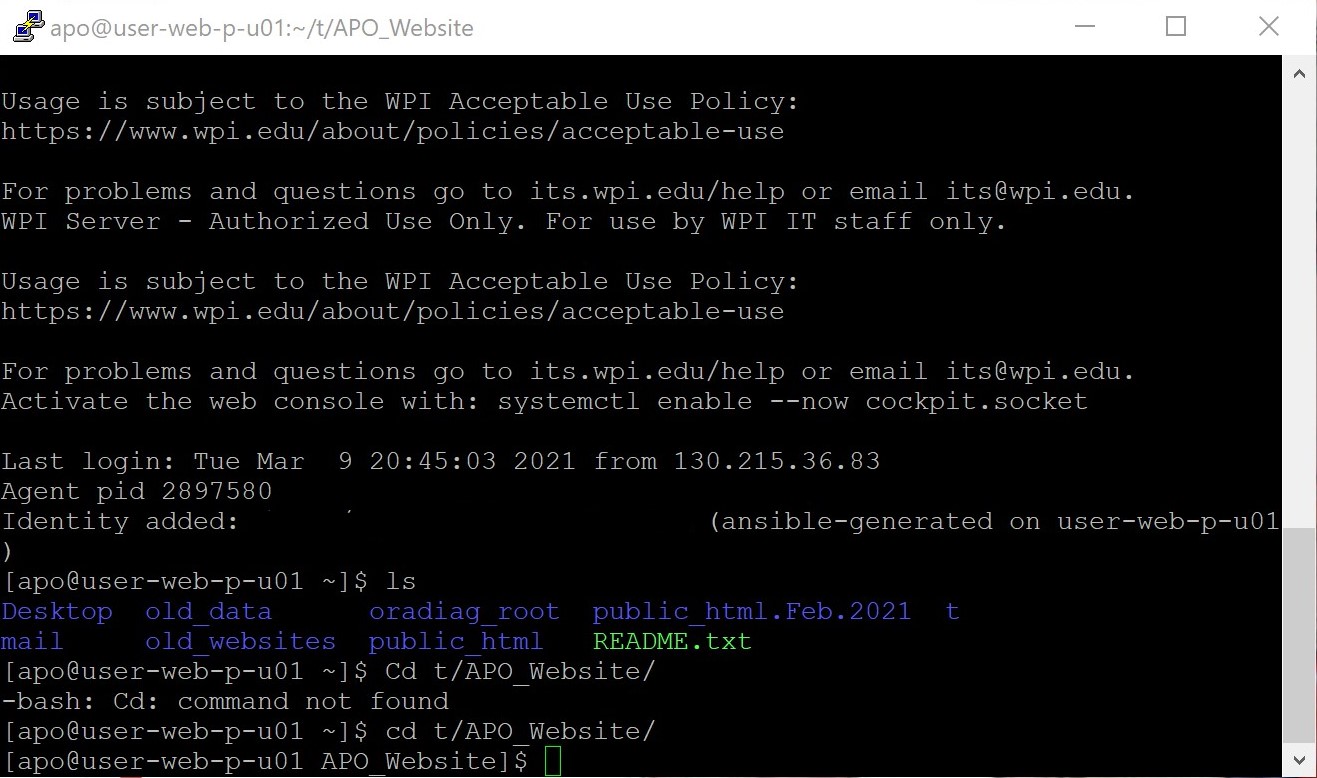 apo@user-web-p-u01:~/t/APO_Website
Usage is subject to the WPI Acceptable Use Policy:
https://www.wpi.edu/about/policies/acceptable-use
For problems and questions go to its.wpi.edu/help or email its@wpi.edu.
WPI Server - Authorized Use Only. For use by WPI IT staff only.
Usage is subject to the WPI Acceptable Use Policy:
https://www.wpi.edu/about/policies/acceptable-use
For problems and questions go to its.wpi.edu/help or email its@wpi.edu.
Activate the web console with: systemctl enable --now cockpit.socket
Last login: Tue Mar  9 20:45:03 2021 from 130.215.36.83
Agent pid 2897580
Identity added: (ansible-generated on user-web-p-u01
)
[apo@user-web-p-u01 ~]$ ls
Desktop  old_data      oradiag_root  public_html.Feb.2021  t
mail     old_websites  public_html   README.txt
[apo@user-web-p-u01 ~]$ Cd t/APO_Website/
-bash: Cd: command not found
[apo@user-web-p-u01 ~]$ cd t/APO_Website/
[apo@user-web-p-u01 APO_Website]$